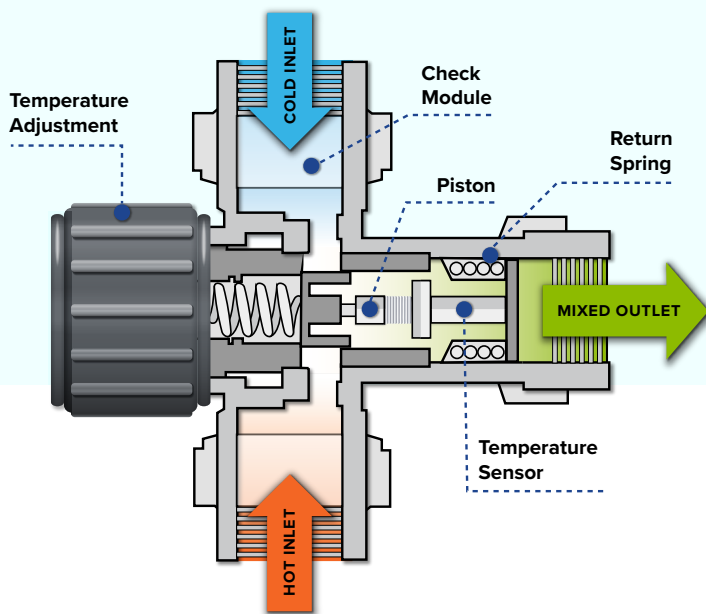 COLD INLET
Check
Module
Temperature
Adjustment
Return
Spring
Piston
MIXED OUTLET
Temperature
Sensor
HOT INLET